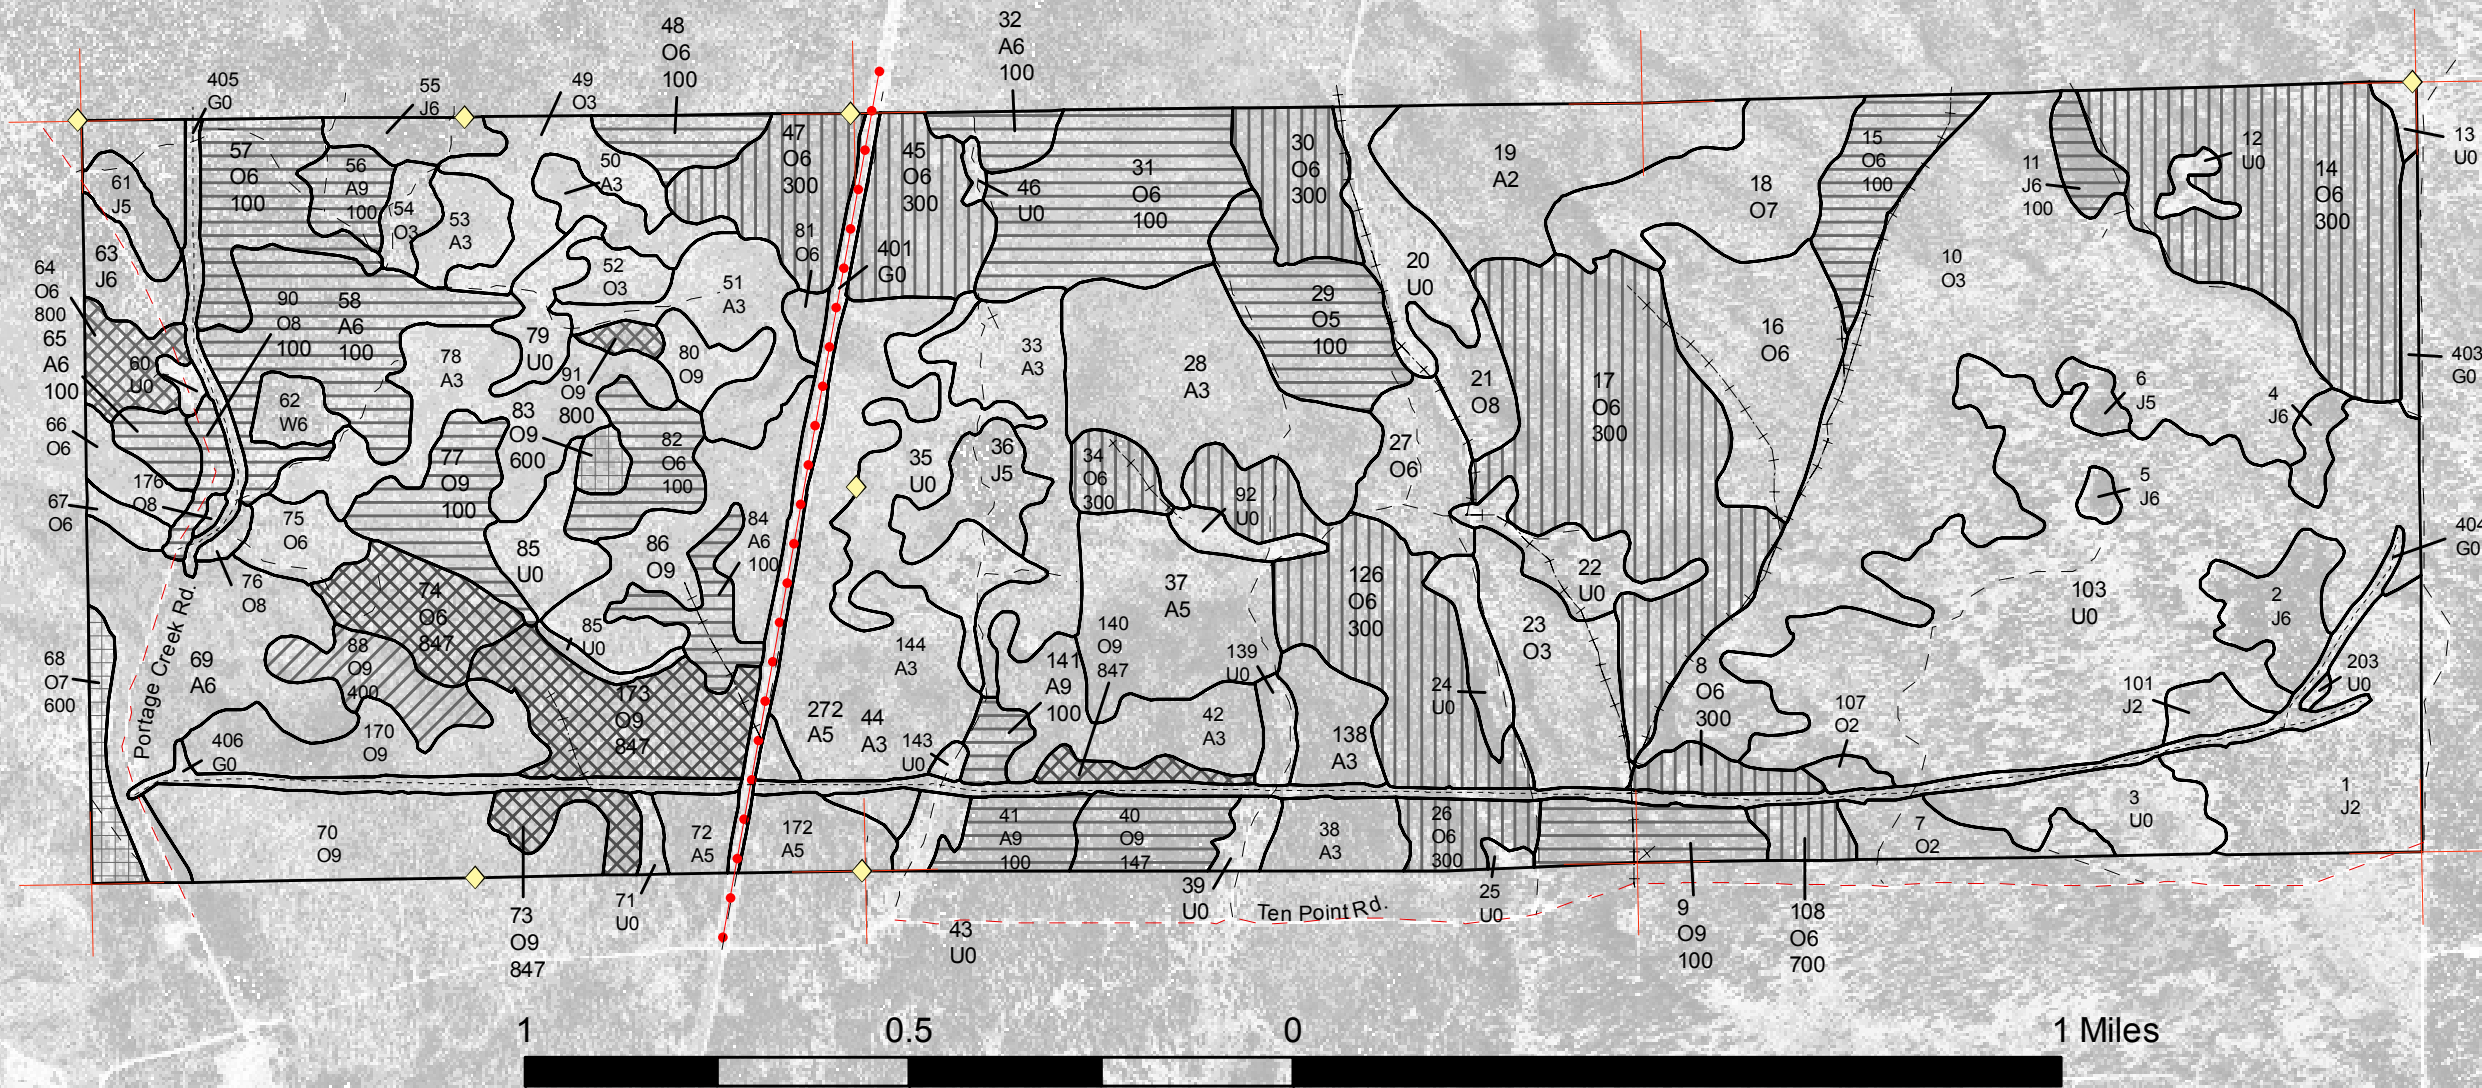 48
O6
100
32
A6
100
405
G0
55
J6
49
O3
57
O6
100
56
A9
100
54
O3
53
A3
50
A3
47
O6
300
45
O6
300
46
U0
31
O6
100
30
O6
300
19
A2
18
O7
15
O6
100
11
J6
100
12
U0
14
O6
300
13
U0
61
J5
63
J6
64
O6
800
65
A6
100
66
O6
67
O6
60
U0
90
O8
100
58
A6
100
62
W6
78
A3
79
U0
52
O3
51
A3
81
O6
401
G0
91
O9
800
80
O9
83
O9
600
82
O6
100
77
O9
100
33
A3
28
A3
29
O5
100
20
U0
21
O8
27
O6
17
O6
300
16
O6
10
O3
6
J5
4
J6
5
J6
403
G0
404
G0
176
O8
75
O6
76
O8
85
U0
86
O9
84
A6
100
35
U0
36
J5
34
O6
300
92
U0
37
A5
126
O6
300
22
U0
23
O3
103
U0
2
J6
203
U0
101
J2
Portage Creek Rd.
68
O7
600
69
A6
74
O6
847
88
O9
400
85
U0
173
O9
847
170
O9
406
G0
144
A3
272
A5
44
A3
143
U0
141
A9
100
140
O9
847
139
U0
42
A3
138
A3
24
U0
8
O6
300
107
O2
70
O9
73
O9
847
71
U0
72
A5
172
A5
41
A9
100
40
O9
147
39
U0
38
A3
26
O6
300
25
U0
9
O9
100
108
O6
700
7
O2
3
U0
1
J2
43
U0
Ten Point Rd.
1 0.5 0 1 Miles